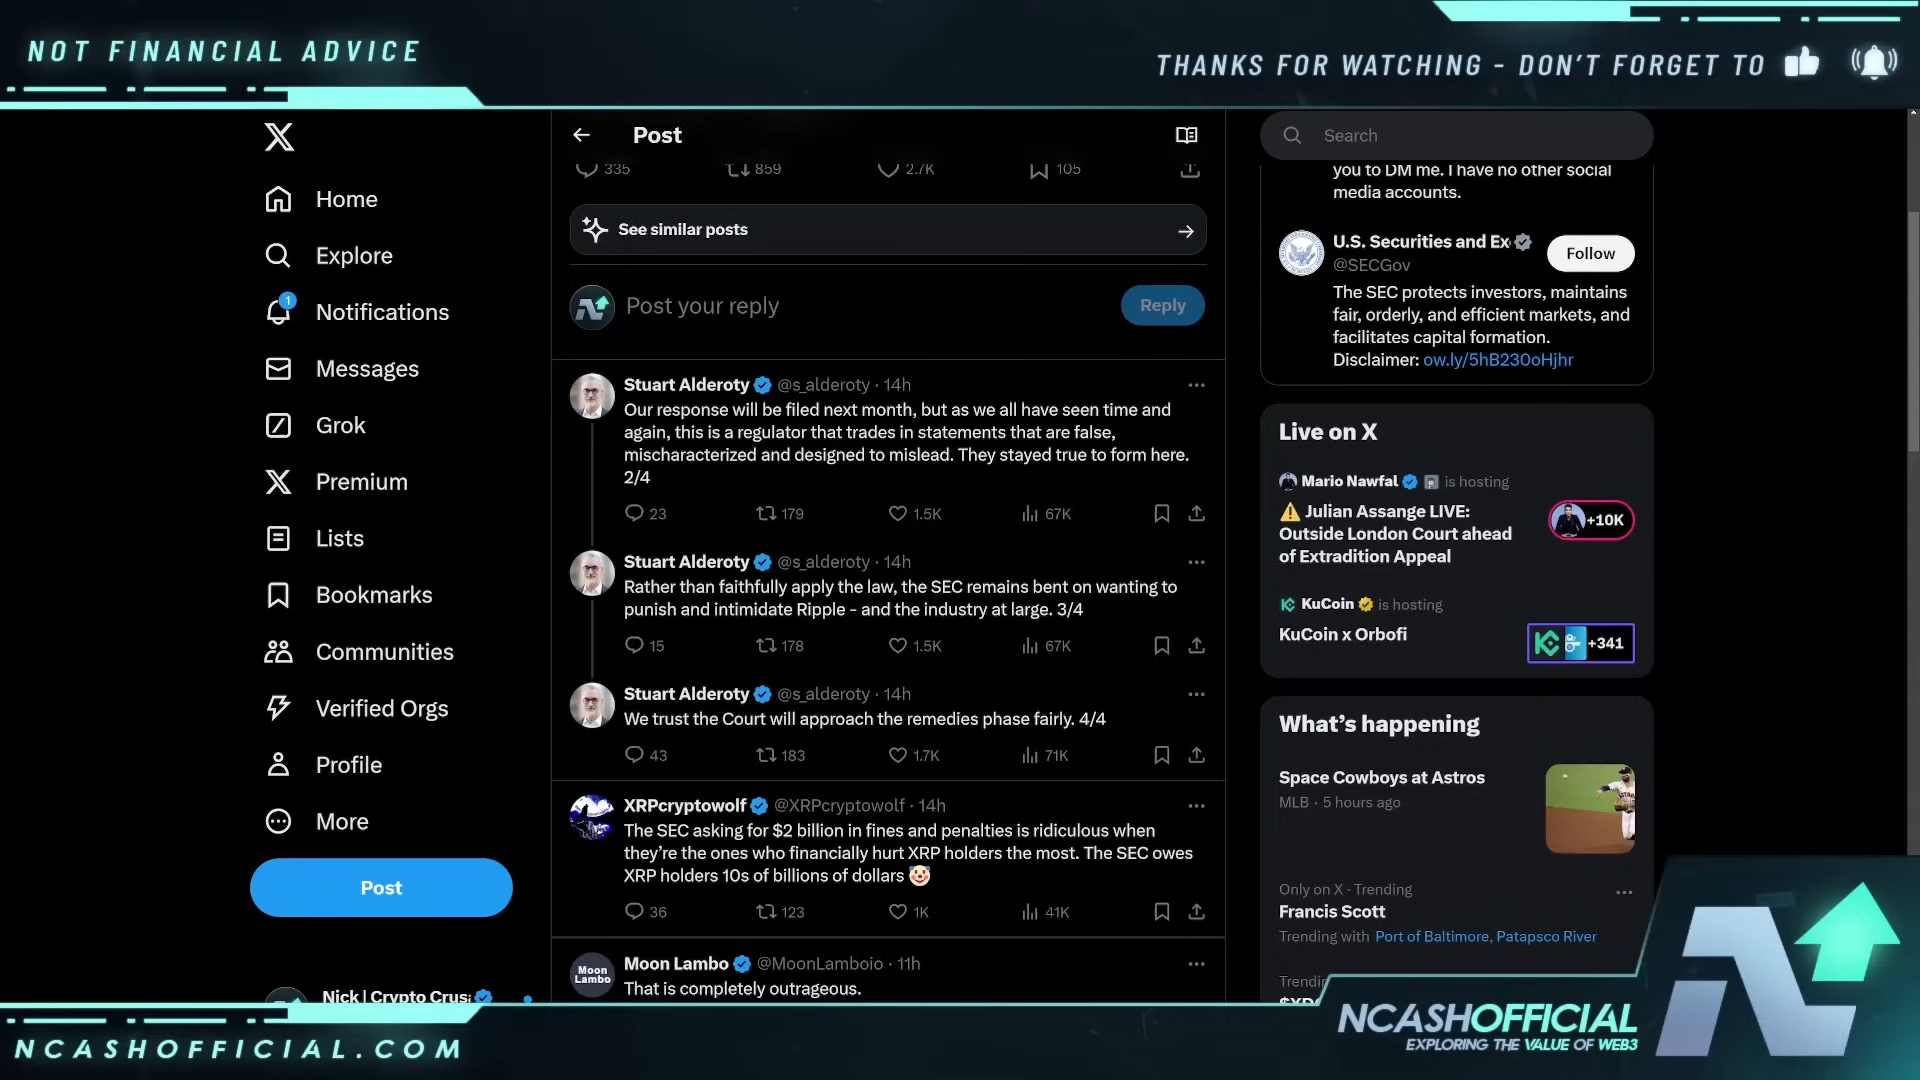 NOT FINANCIAL ADVICE
THANKS FOR WATCHING - DON'T FORGET TO
Home
Explore
1
Notifications
Messages
Grok
Premium
Lists
Bookmarks
Communities
Verified Orgs
Profile
More
Post
Nick | Crypto Crus
Post
335 859 2.7K 105
See similar posts
Post your reply
Reply
Stuart Alderoty @s_alderoty · 14h
Our response will be filed next month, but as we all have seen time and
again, this is a regulator that trades in statements that are false,
mischaracterized and designed to mislead. They stayed true to form here.
2/4
23 179 1.5K 67K
Stuart Alderoty @s_alderoty · 14h
Rather than faithfully apply the law, the SEC remains bent on wanting to
punish and intimidate Ripple - and the industry at large. 3/4
15 178 1.5K 67K
Stuart Alderoty @s_alderoty · 14h
We trust the Court will approach the remedies phase fairly. 4/4
43 183 1.7K 71K
XRPcryptowolf @XRPcryptowolf · 14h
The SEC asking for $2 billion in fines and penalties is ridiculous when
they're the ones who financially hurt XRP holders the most. The SEC owes
XRP holders 10s of billions of dollars 🤡
36 123 1K 41K
Moon Lambo
Moon Lambo @MoonLamboio · 11h
That is completely outrageous.
Search
you to DM me. I have no other social
media accounts.
U.S. Securities and Ex
@SECGov
Follow
The SEC protects investors, maintains
fair, orderly, and efficient markets, and
facilitates capital formation.
Disclaimer: ow.ly/5hB230oHjhr
Live on X
Mario Nawfal is hosting
⚠️ Julian Assange LIVE:
Outside London Court ahead
of Extradition Appeal
+10K
KuCoin is hosting
KuCoin x Orbofi
+341
What's happening
Space Cowboys at Astros
MLB · 5 hours ago
Only on X · Trending
Francis Scott
Trending with Port of Baltimore, Patapsco River
NCASHOFFICIAL
EXPLORING THE VALUE OF WEB3
NCASHOFFICIAL.COM